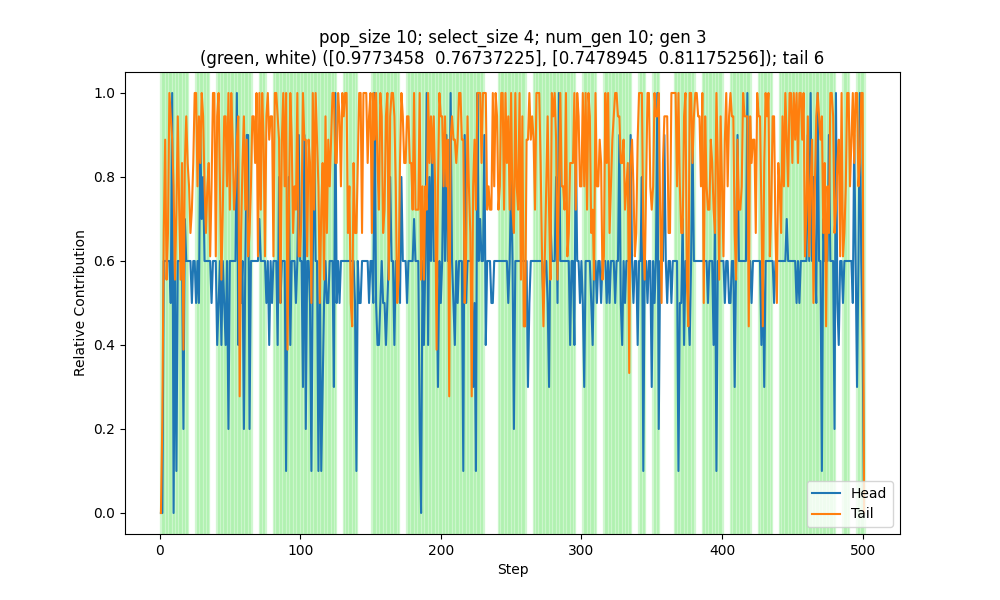 pop_size 10; select_size 4; num_gen 10; gen 3
(green, white) ([0.9773458  0.76737225], [0.7478945  0.81175256]); tail 6
1.0
0.8
0.6
0.4
0.2
0.0
Relative Contribution
Head
Tail
0
100
200
300
400
500
Step